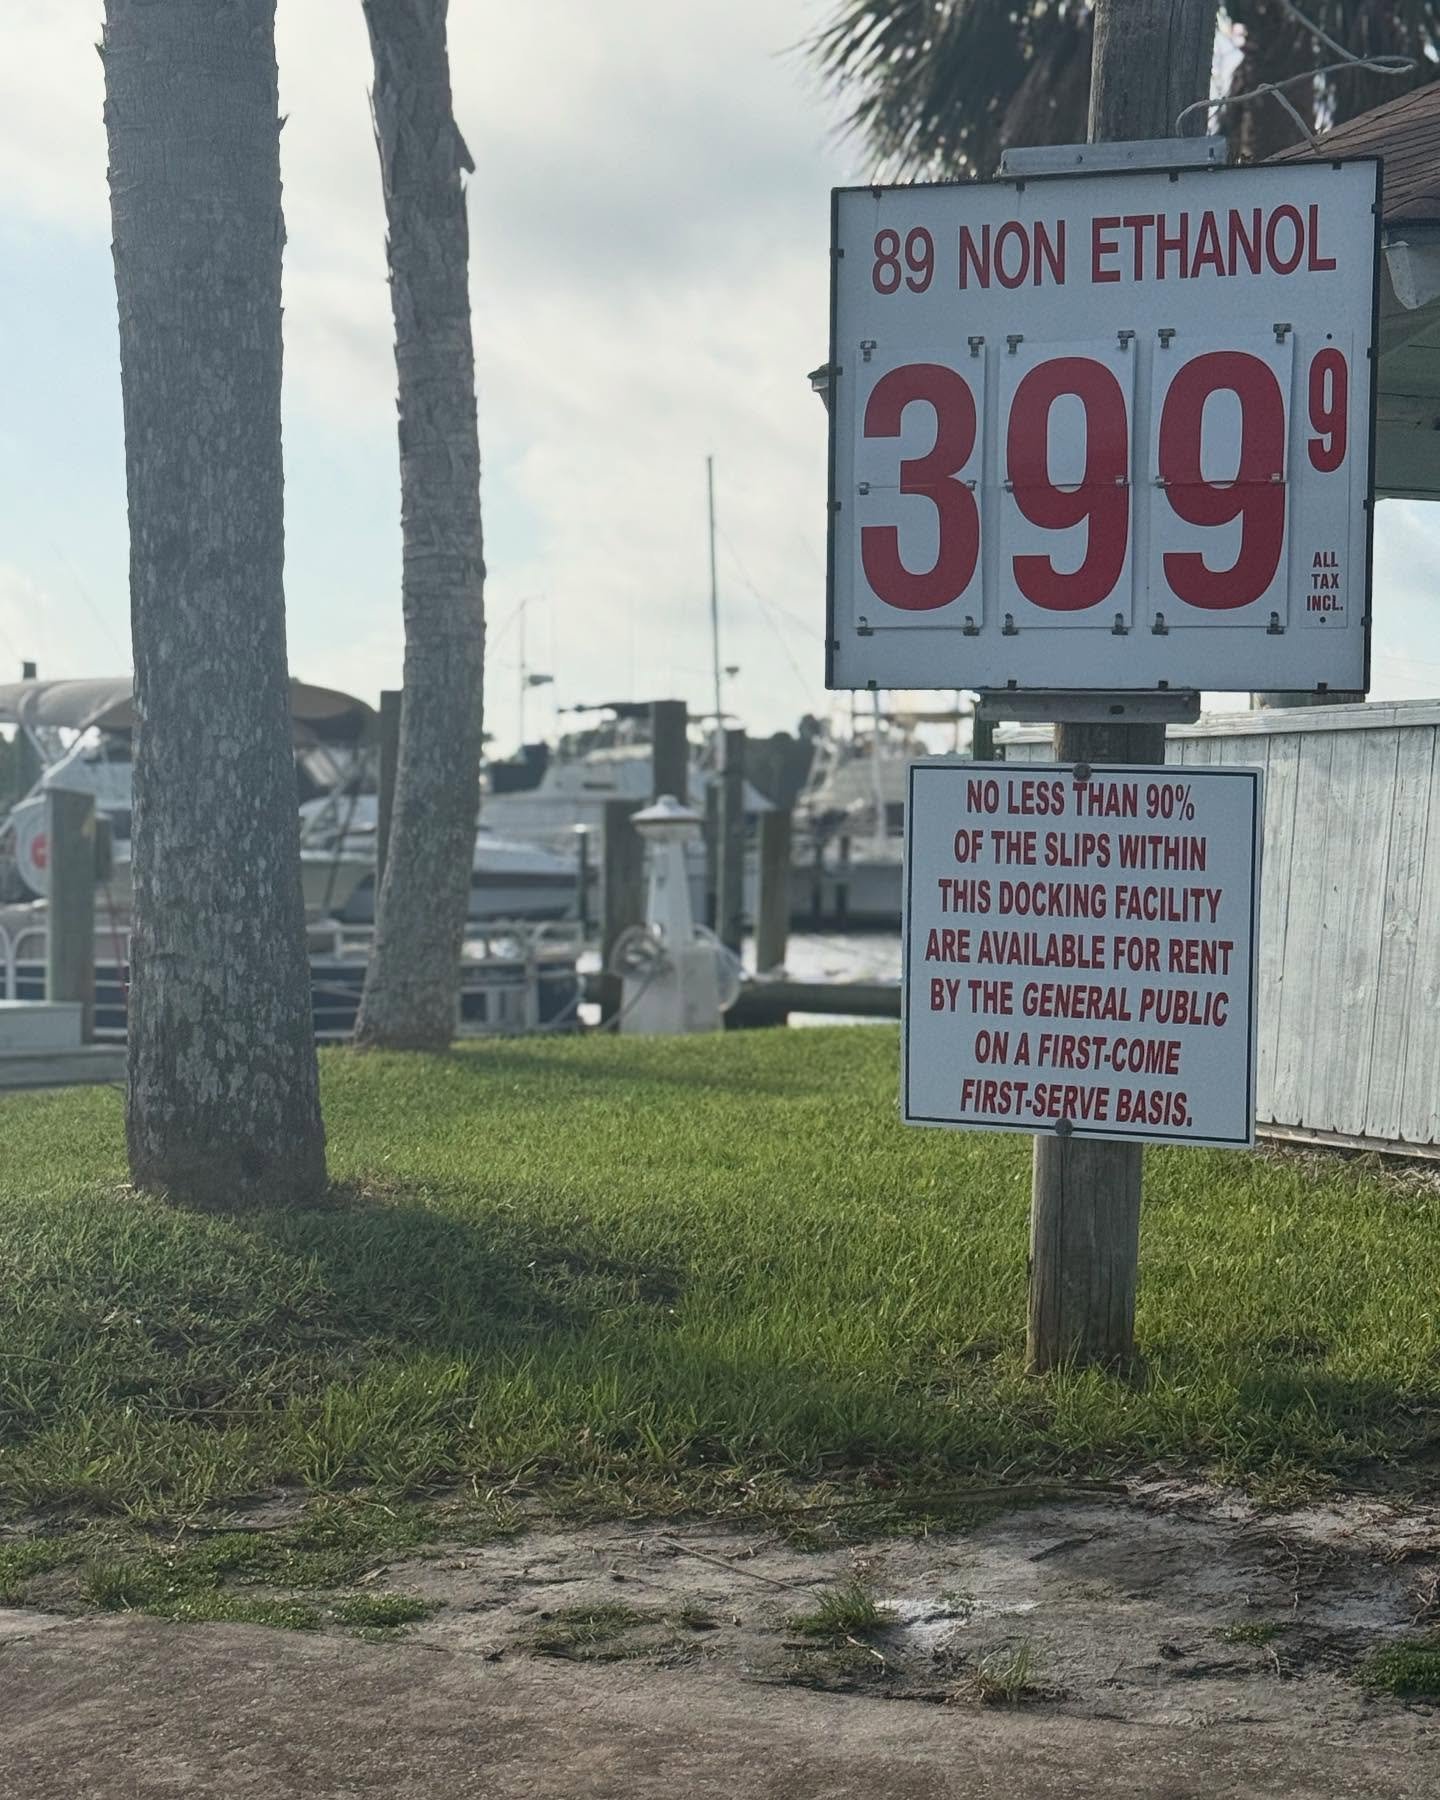 89 NON ETHANOL
399 9
ALL
TAX
INCL.
NO LESS THAN 90%
OF THE SLIPS WITHIN
THIS DOCKING FACILITY
ARE AVAILABLE FOR RENT
BY THE GENERAL PUBLIC
ON A FIRST-COME
FIRST-SERVE BASIS.